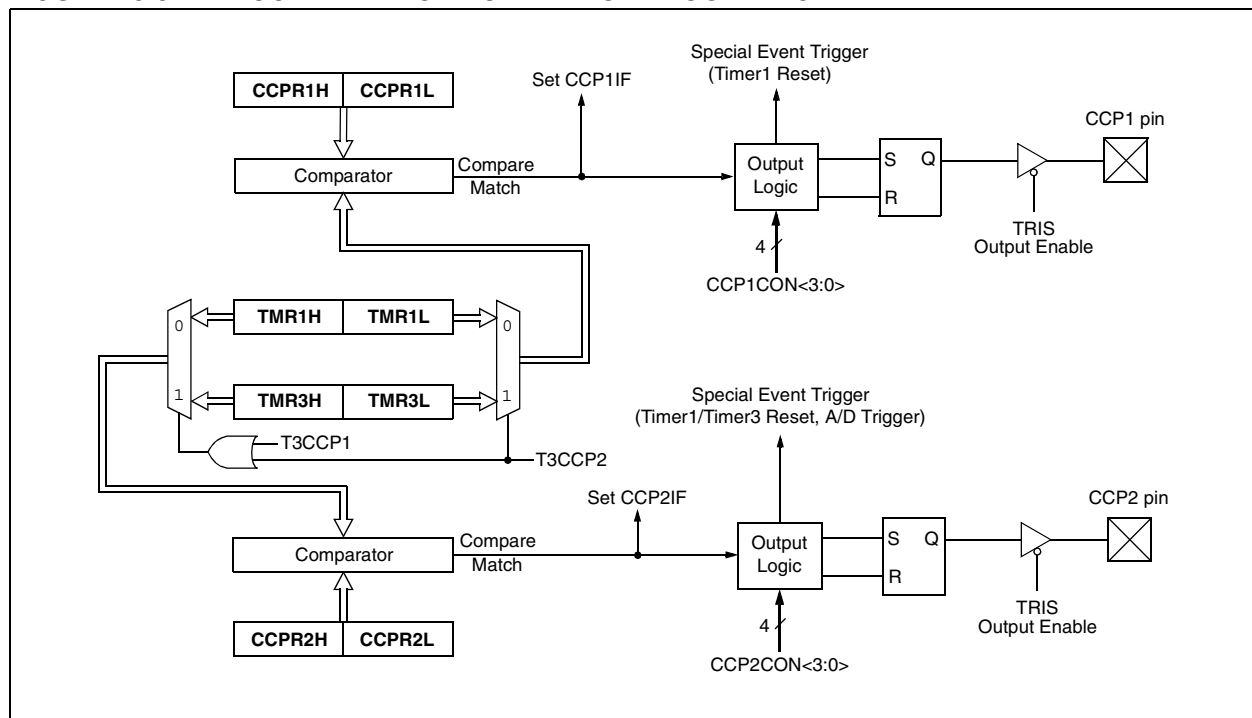 CCPR1H CCPR1L
Set CCP1IF
Special Event Trigger
(Timer1 Reset)
CCP1 pin
Comparator
Compare
Match
Output
Logic
S Q
R
TRIS
Output Enable
4
CCP1CON<3:0>
0
TMR1H TMR1L
0
1
TMR3H TMR3L
1
T3CCP1
T3CCP2
Special Event Trigger
(Timer1/Timer3 Reset, A/D Trigger)
Set CCP2IF
CCP2 pin
Comparator
Compare
Match
Output
Logic
S Q
R
TRIS
Output Enable
4
CCPR2H CCPR2L
CCP2CON<3:0>